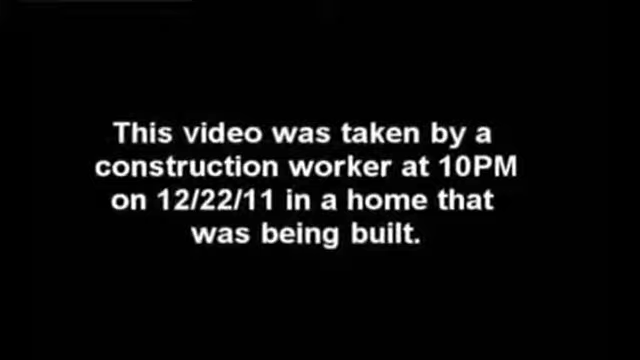 This video was taken by a
construction worker at 10PM
on 12/22/11 in a home that
was being built.